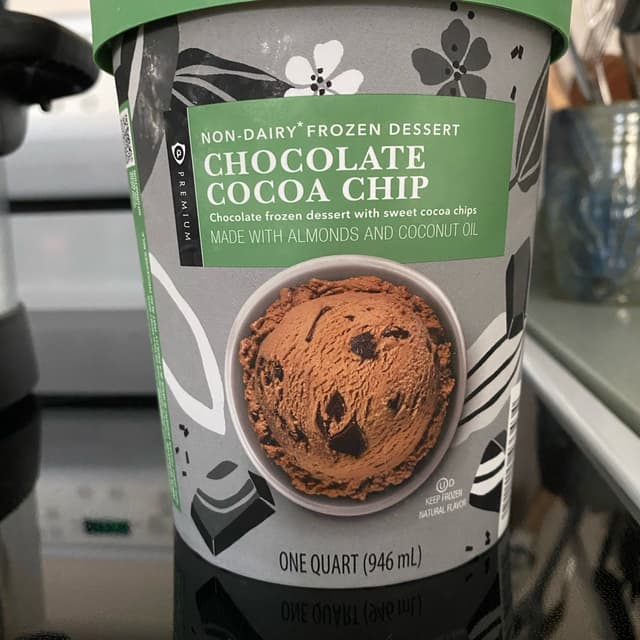 NON-DAIRY* FROZEN DESSERT
CHOCOLATE
COCOA CHIP
Chocolate frozen dessert with sweet cocoa chips
MADE WITH ALMONDS AND COCONUT OIL
P PREMIUM
U D
KEEP FROZEN
NATURAL FLAVOR
ONE QUART (946 mL)